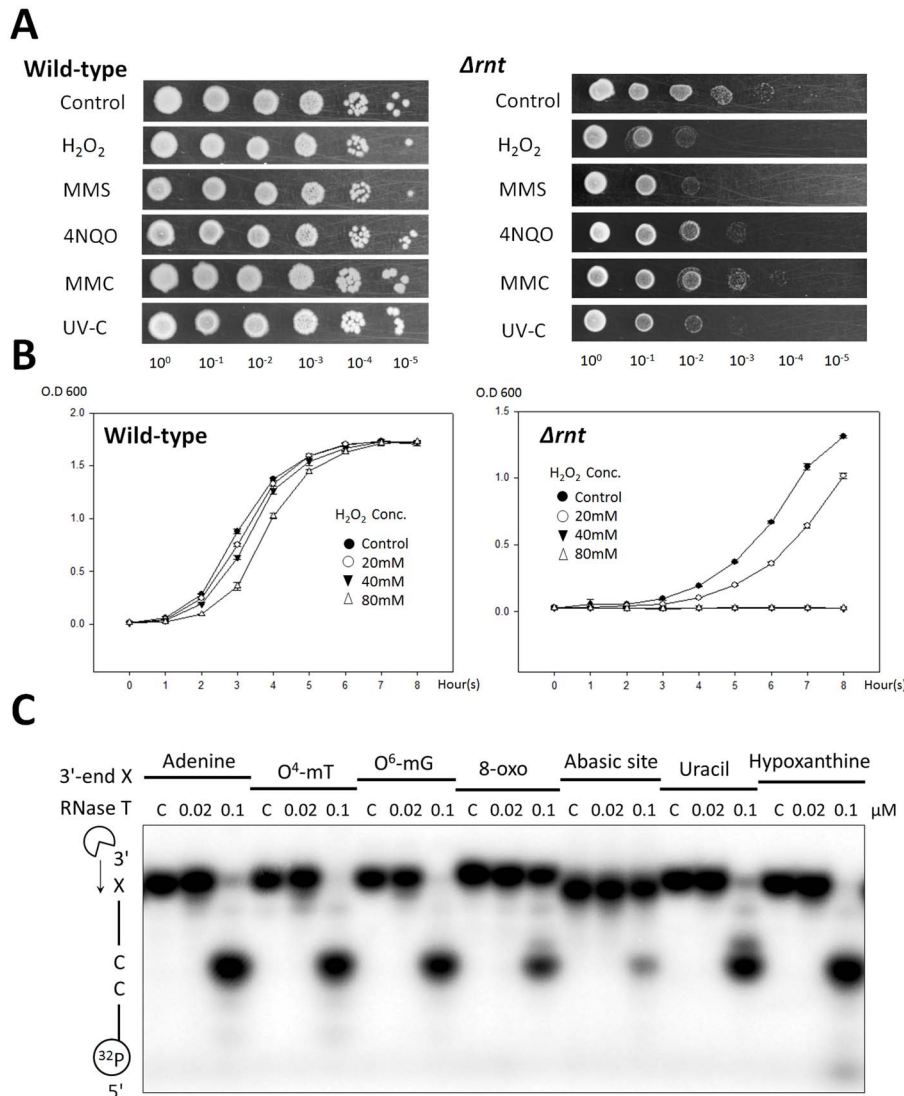 A
Wild-type
Control
H₂O₂
MMS
4NQO
MMC
UV-C
10⁰ 10⁻¹ 10⁻² 10⁻³ 10⁻⁴ 10⁻⁵
Δrnt
Control
H₂O₂
MMS
4NQO
MMC
UV-C
10⁰ 10⁻¹ 10⁻² 10⁻³ 10⁻⁴ 10⁻⁵
B
O.D 600
2.0
1.5
1.0
0.5
0.0
Wild-type
H₂O₂ Conc.
Control
20mM
40mM
80mM
0 1 2 3 4 5 6 7 8 Hour(s)
O.D 600
1.5
1.0
0.5
0.0
Δrnt
H₂O₂ Conc.
Control
20mM
40mM
80mM
0 1 2 3 4 5 6 7 8 Hour(s)
C
3'-end X Adenine O⁴-mT O⁶-mG 8-oxo Abasic site Uracil Hypoxanthine
RNase T C 0.02 0.1 C 0.02 0.1 C 0.02 0.1 C 0.02 0.1 C 0.02 0.1 C 0.02 0.1 C 0.02 0.1 μM
3'
X
C
C
³²P
5'